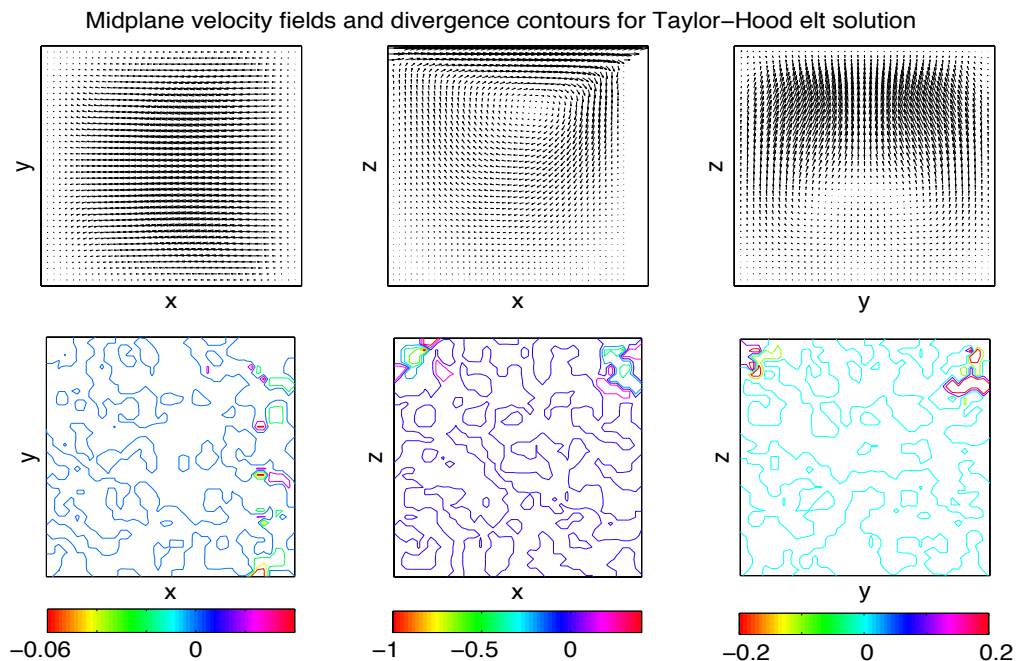 Midplane velocity fields and divergence contours for Taylor−Hood elt solution
y
z
z
x
x
y
y
z
z
x
x
y
−0.06 0
−1 −0.5 0
−0.2 0 0.2